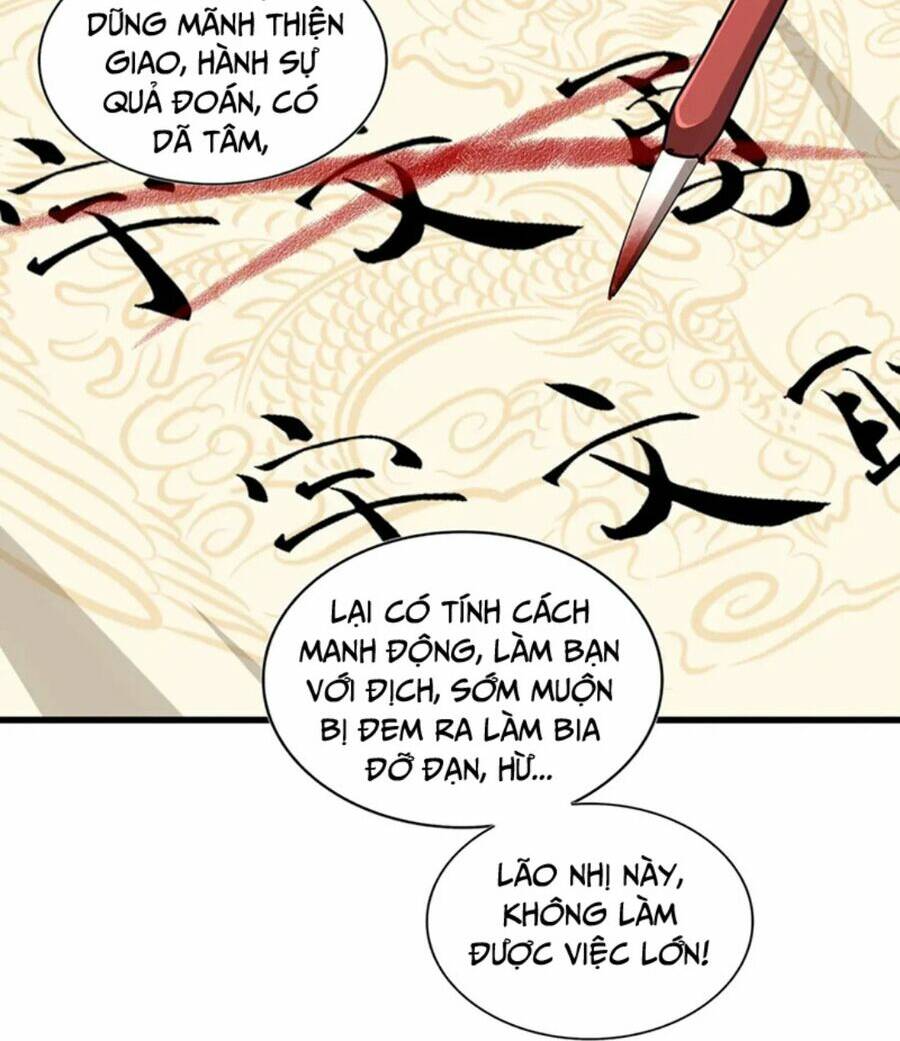 DŨNG MÃNH THIỆN
GIAO, HÀNH SỰ
QUẢ ĐOÁN, CÓ
DÃ TÂM,
宇文勇
宇文
LẠI CÓ TÍNH CÁCH
MANH ĐỘNG, LÀM BẠN
VỚI ĐỊCH, SỚM MUỘN
BỊ ĐEM RA LÀM BIA
ĐỠ ĐẠN, HỪ...
LÃO NHỊ NÀY,
KHÔNG LÀM
ĐƯỢC VIỆC LỚN!